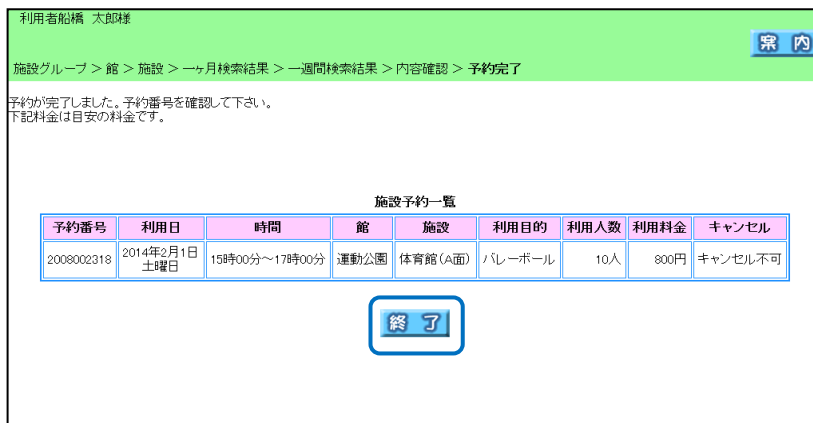 利用者船橋 太郎様
案 内
施設グループ > 館 > 施設 > 一ヶ月検索結果 > 一週間検索結果 > 内容確認 > 予約完了
予約が完了しました。予約番号を確認して下さい。
下記料金は目安の料金です。
施設予約一覧
予約番号 利用日 時間 館 施設 利用目的 利用人数 利用料金 キャンセル
2008002318 2014年2月1日 土曜日 15時00分～17時00分 運動公園 体育館(A面) バレーボール 10人 800円 キャンセル不可
終 了